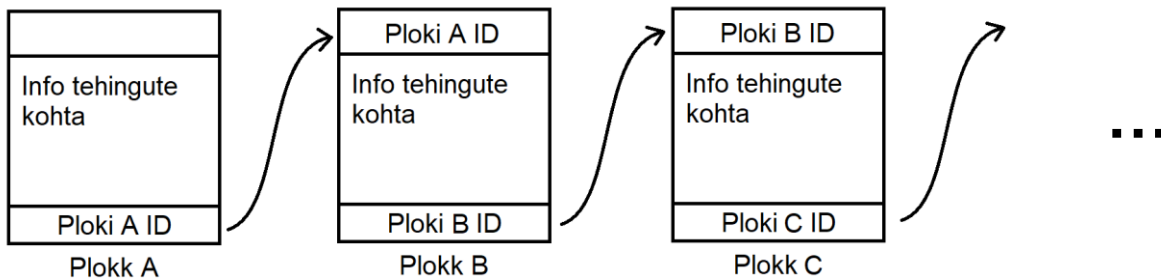 Info tehingute
kohta
Ploki A ID
Plokk A
Ploki A ID
Info tehingute
kohta
Ploki B ID
Plokk B
Ploki B ID
Info tehingute
kohta
Ploki C ID
Plokk C
...